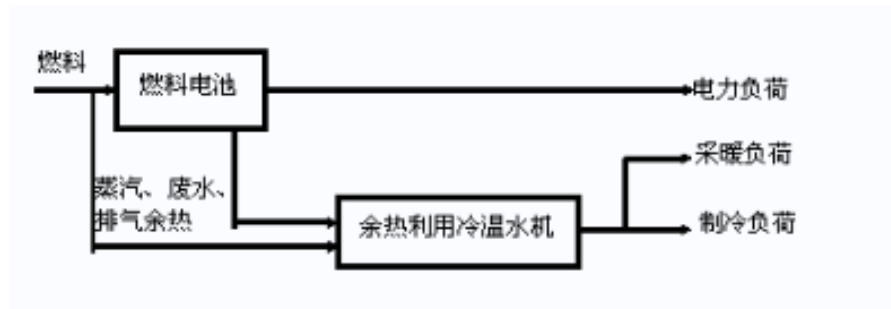 燃料
燃料电池
电力负荷
采暖负荷
蒸汽、废水、
排气余热
余热利用冷温水机
制冷负荷